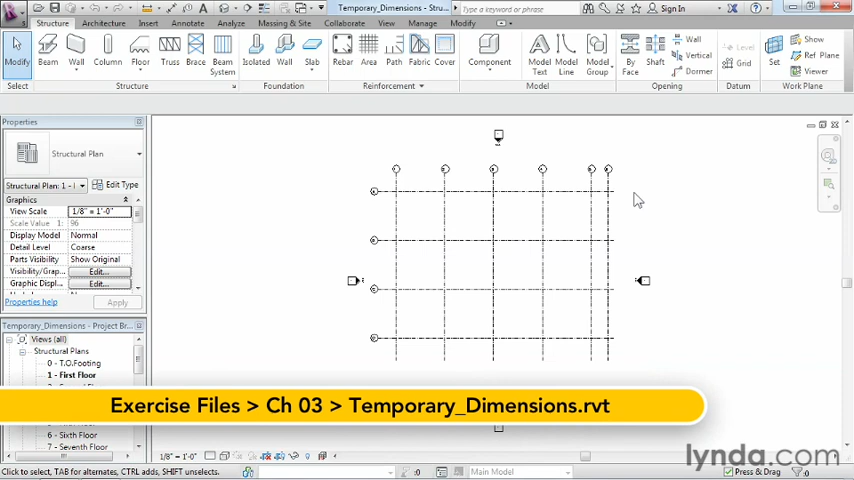 Temporary_Dimensions - Stru...
Type a keyword or phrase
Sign In
Structure Architecture Insert Annotate Analyze Massing & Site Collaborate View Manage Modify
Modify Beam Wall Column Floor Truss Brace Beam System Isolated Wall Slab Rebar Area Path Fabric Cover Component Model Text Model Line Model Group By Face Shaft Wall Vertical Dormer Level Grid Set Show Ref Plane Viewer
Select Structure Foundation Reinforcement Model Opening Datum Work Plane
Properties
Structural Plan
Structural Plan: 1 - F
Edit Type
Graphics
View Scale 1/8" = 1'-0"
Scale Value 1: 96
Display Model Normal
Detail Level Coarse
Parts Visibility Show Original
Visibility/Grap... Edit...
Graphic Displ... Edit...
Properties help Apply
Temporary_Dimensions - Project Br...
Views (all)
Structural Plans
0 - T.O.Footing
1 - First Floor
Exercise Files > Ch 03 > Temporary_Dimensions.rvt
6 - Sixth Floor
7 - Seventh Floor
1/8" = 1'-0"
lynda.com
Click to select, TAB for alternates, CTRL adds, SHIFT unselects.
:0
Main Model
Press & Drag
:0